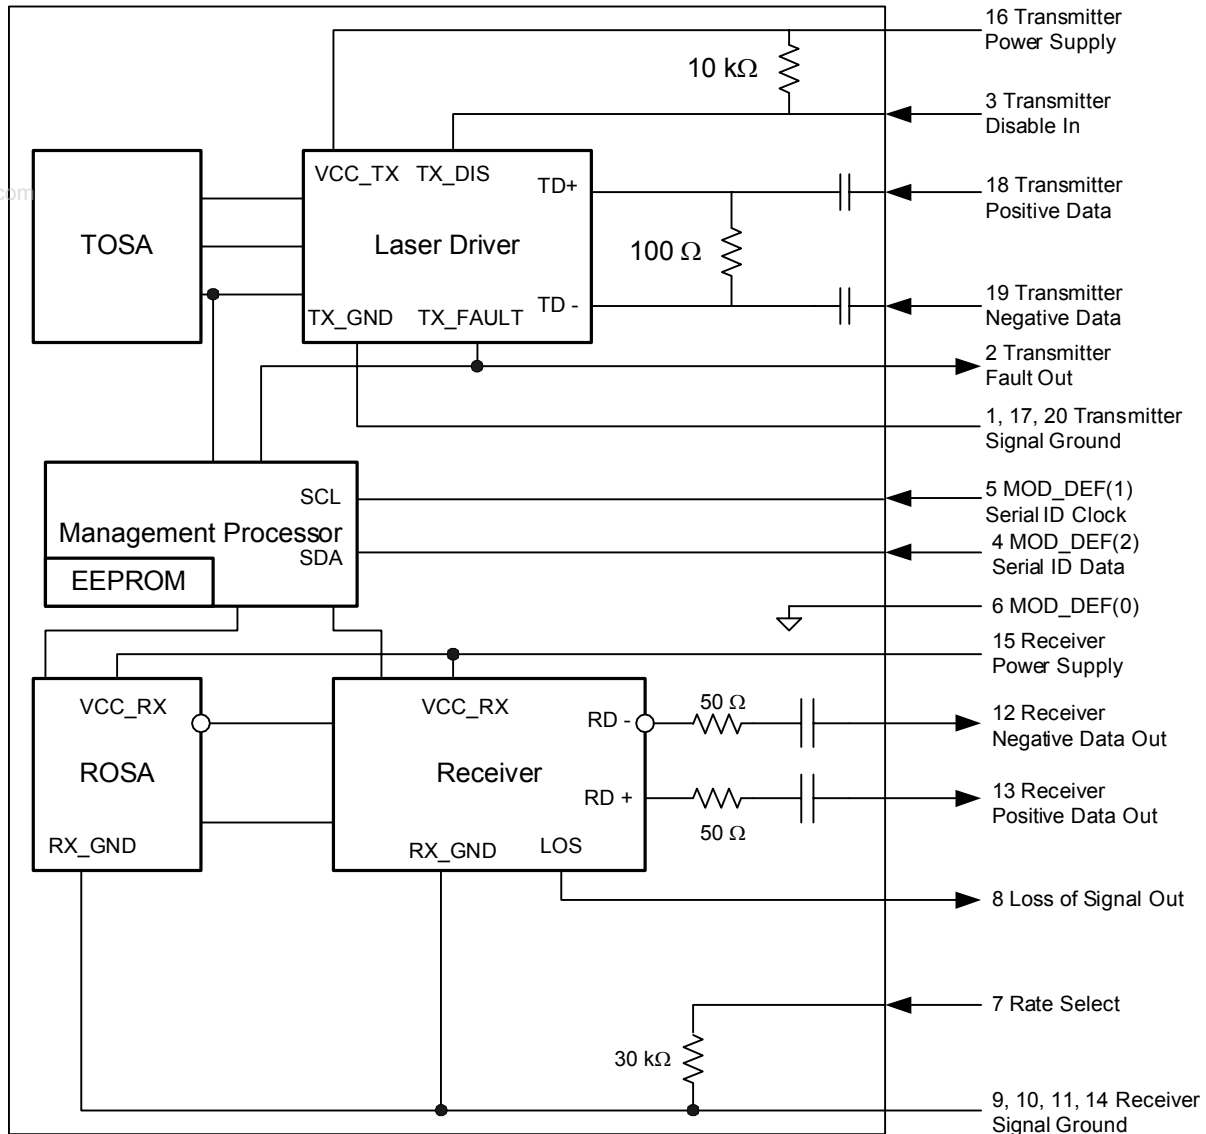 16 Transmitter
Power Supply
10 kΩ
3 Transmitter
Disable In
com
VCC_TX TX_DIS
TD+
18 Transmitter
Positive Data
TOSA
Laser Driver
100 Ω
TX_GND TX_FAULT
TD -
19 Transmitter
Negative Data
2 Transmitter
Fault Out
1, 17, 20 Transmitter
Signal Ground
SCL
5 MOD_DEF(1)
Serial ID Clock
Management Processor
SDA
4 MOD_DEF(2)
Serial ID Data
EEPROM
6 MOD_DEF(0)
15 Receiver
Power Supply
VCC_RX
VCC_RX
RD -
50 Ω
12 Receiver
Negative Data Out
ROSA
Receiver
RD +
50 Ω
13 Receiver
Positive Data Out
RX_GND
RX_GND
LOS
8 Loss of Signal Out
7 Rate Select
30 kΩ
9, 10, 11, 14 Receiver
Signal Ground